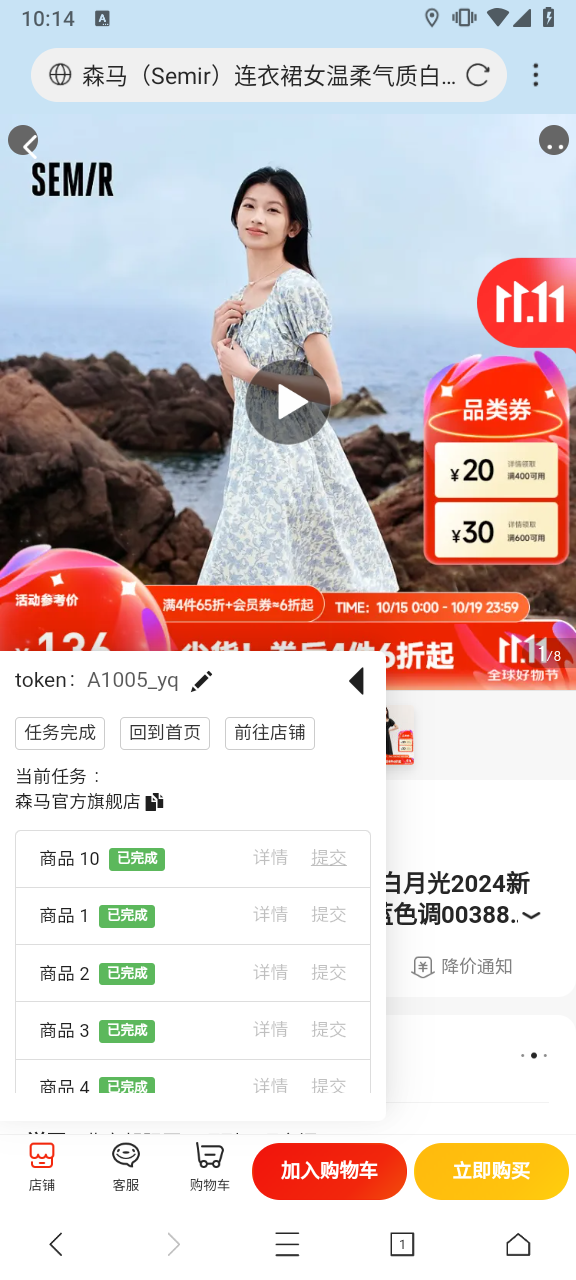 10:14
A
森马（Semir）连衣裙女温柔气质白...
SEMIR
11.11
品类券
¥20 详情领取 满400可用
¥30 详情领取 满600可用
活动参考价
满4件65折+会员券≈6折起
TIME: 10/15 0:00 - 10/19 23:59
11.11
全球好物节
1/8
token: A1005_yq
任务完成 回到首页 前往店铺
当前任务：
森马官方旗舰店
商品 10 已完成 详情 提交
商品 1 已完成 详情 提交
商品 2 已完成 详情 提交
商品 3 已完成 详情 提交
商品 4 已完成 详情 提交
白月光2024新
蓝色调00388...
降价通知
店铺 客服 购物车 加入购物车 立即购买
1